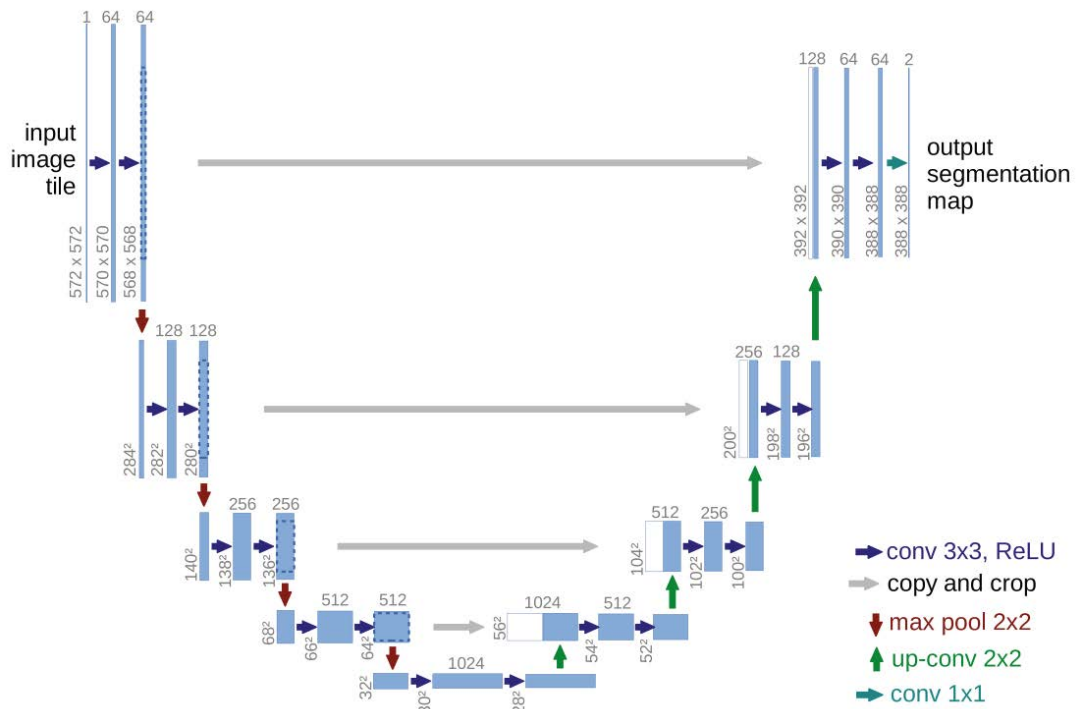 1
64
64
input
image
tile
572 x 572
570 x 570
568 x 568
128
64
64
2
output
segmentation
map
392 x 392
390 x 390
388 x 388
388 x 388
128
128
284²
282²
280²
256
128
200²
198²
196²
256
256
140²
138²
136²
512
256
104²
102²
100²
512
512
68²
66²
64²
1024
512
56²
54²
52²
1024
32²
conv 3x3, ReLU
copy and crop
max pool 2x2
up-conv 2x2
conv 1x1